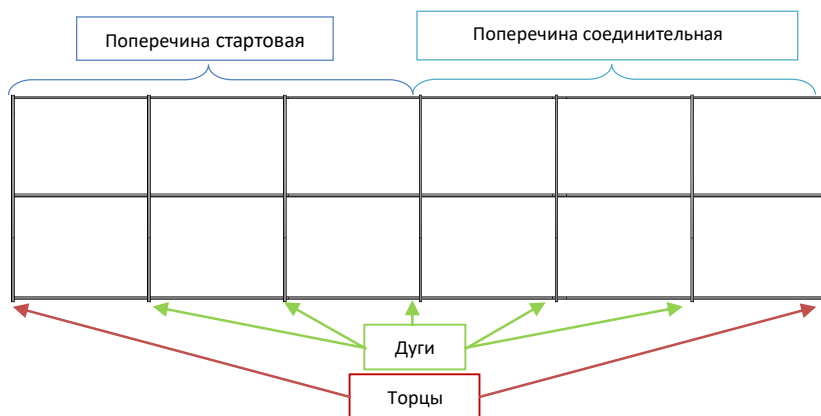 Поперечина стартовая
Поперечина соединительная
Дуги
Торцы